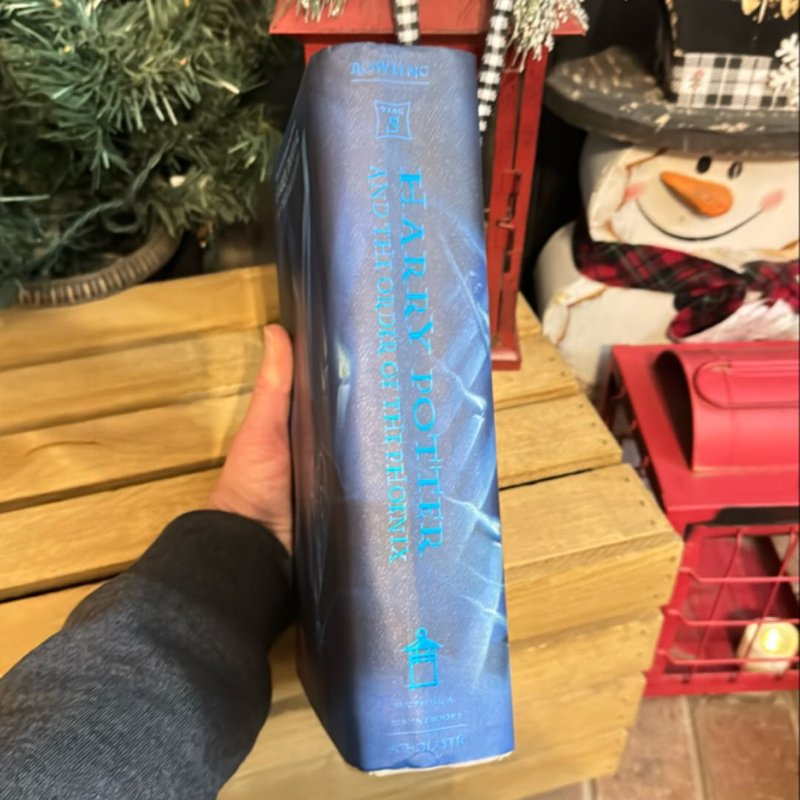 ROWLING
YEAR
5
HARRY POTTER
AND THE ORDER OF THE PHOENIX
SCHOLASTIC